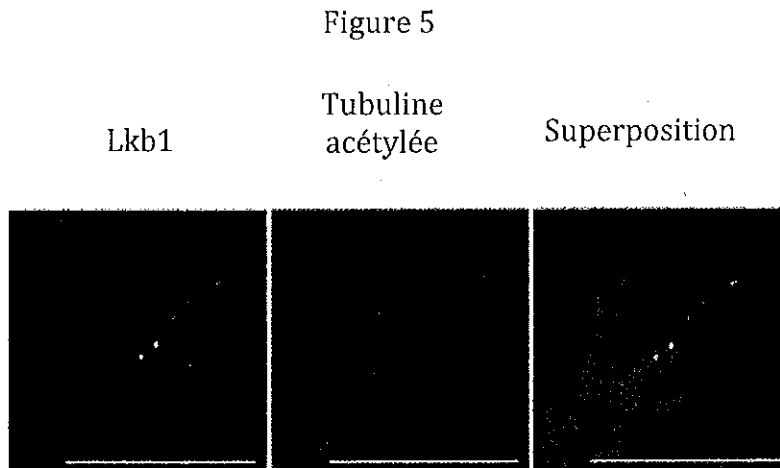 Figure 5
Lkb1
Tubuline
acétylée
Superposition